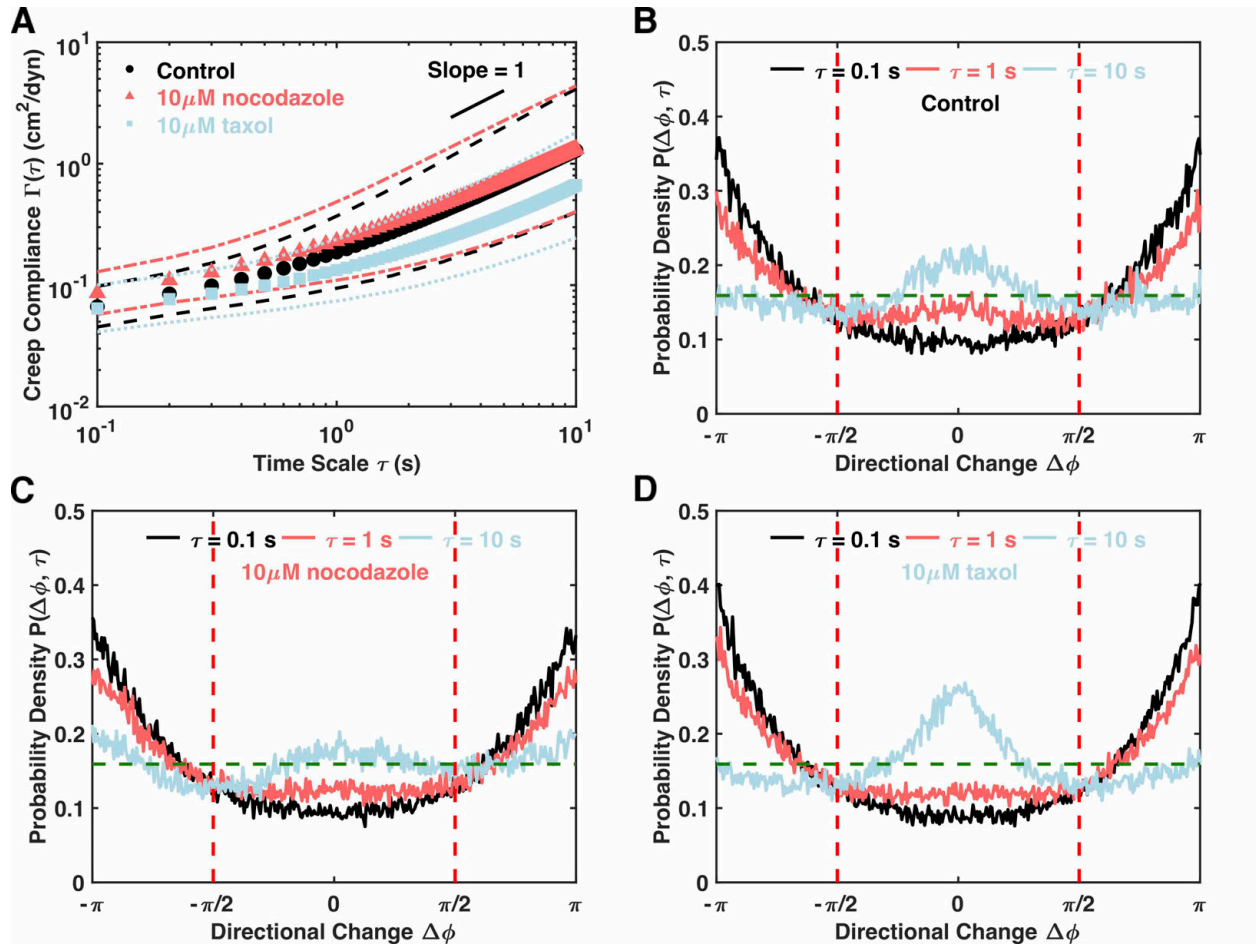 A
Creep Compliance Γ(τ) (cm²/dyn)
10¹
10⁰
10⁻¹
10⁻²
Control
10μM nocodazole
10μM taxol
Slope = 1
10⁻¹
10⁰
10¹
Time Scale τ (s)
B
Probability Density P(Δϕ, τ)
0.5
0.4
0.3
0.2
0.1
0
τ = 0.1 s
τ = 1 s
τ = 10 s
Control
-π
-π/2
0
π/2
π
Directional Change Δϕ
C
Probability Density P(Δϕ, τ)
0.5
0.4
0.3
0.2
0.1
0
τ = 0.1 s
τ = 1 s
τ = 10 s
10μM nocodazole
-π
-π/2
0
π/2
π
Directional Change Δϕ
D
Probability Density P(Δϕ, τ)
0.5
0.4
0.3
0.2
0.1
0
τ = 0.1 s
τ = 1 s
τ = 10 s
10μM taxol
-π
-π/2
0
π/2
π
Directional Change Δϕ